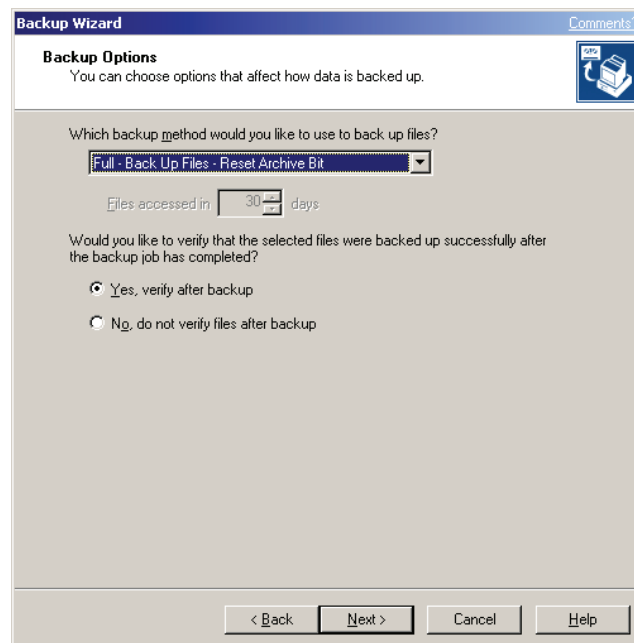 Backup Wizard Comments?
Backup Options
You can choose options that affect how data is backed up.
Which backup method would you like to use to back up files?
Full - Back Up Files - Reset Archive Bit
Files accessed in 30 days
Would you like to verify that the selected files were backed up successfully after
the backup job has completed?
Yes, verify after backup
No, do not verify files after backup
< Back Next > Cancel Help